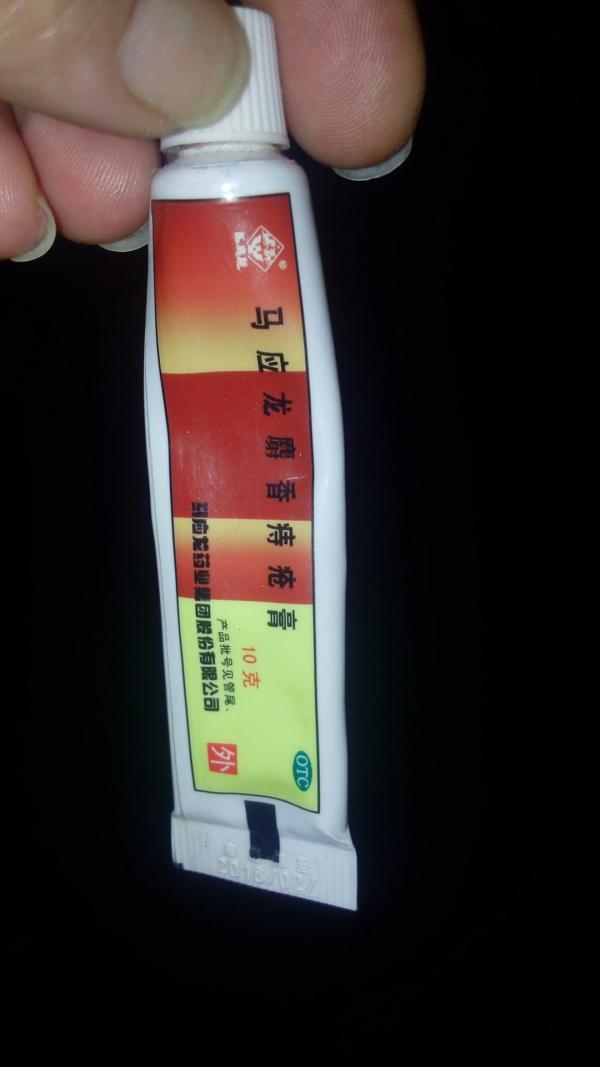 马应龙麝香痔疮膏
10克
产品批号见管尾、
马应龙药业集团股份有限公司
外
OTC